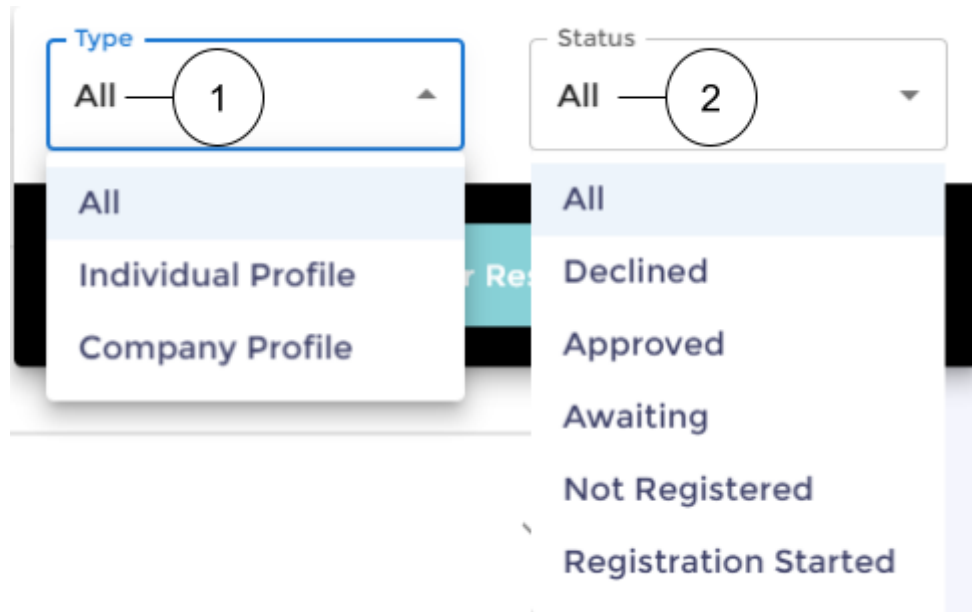 Type
All
1
All
Individual Profile
Company Profile
Status
All
2
All
Declined
Approved
Awaiting
Not Registered
Registration Started
r Re